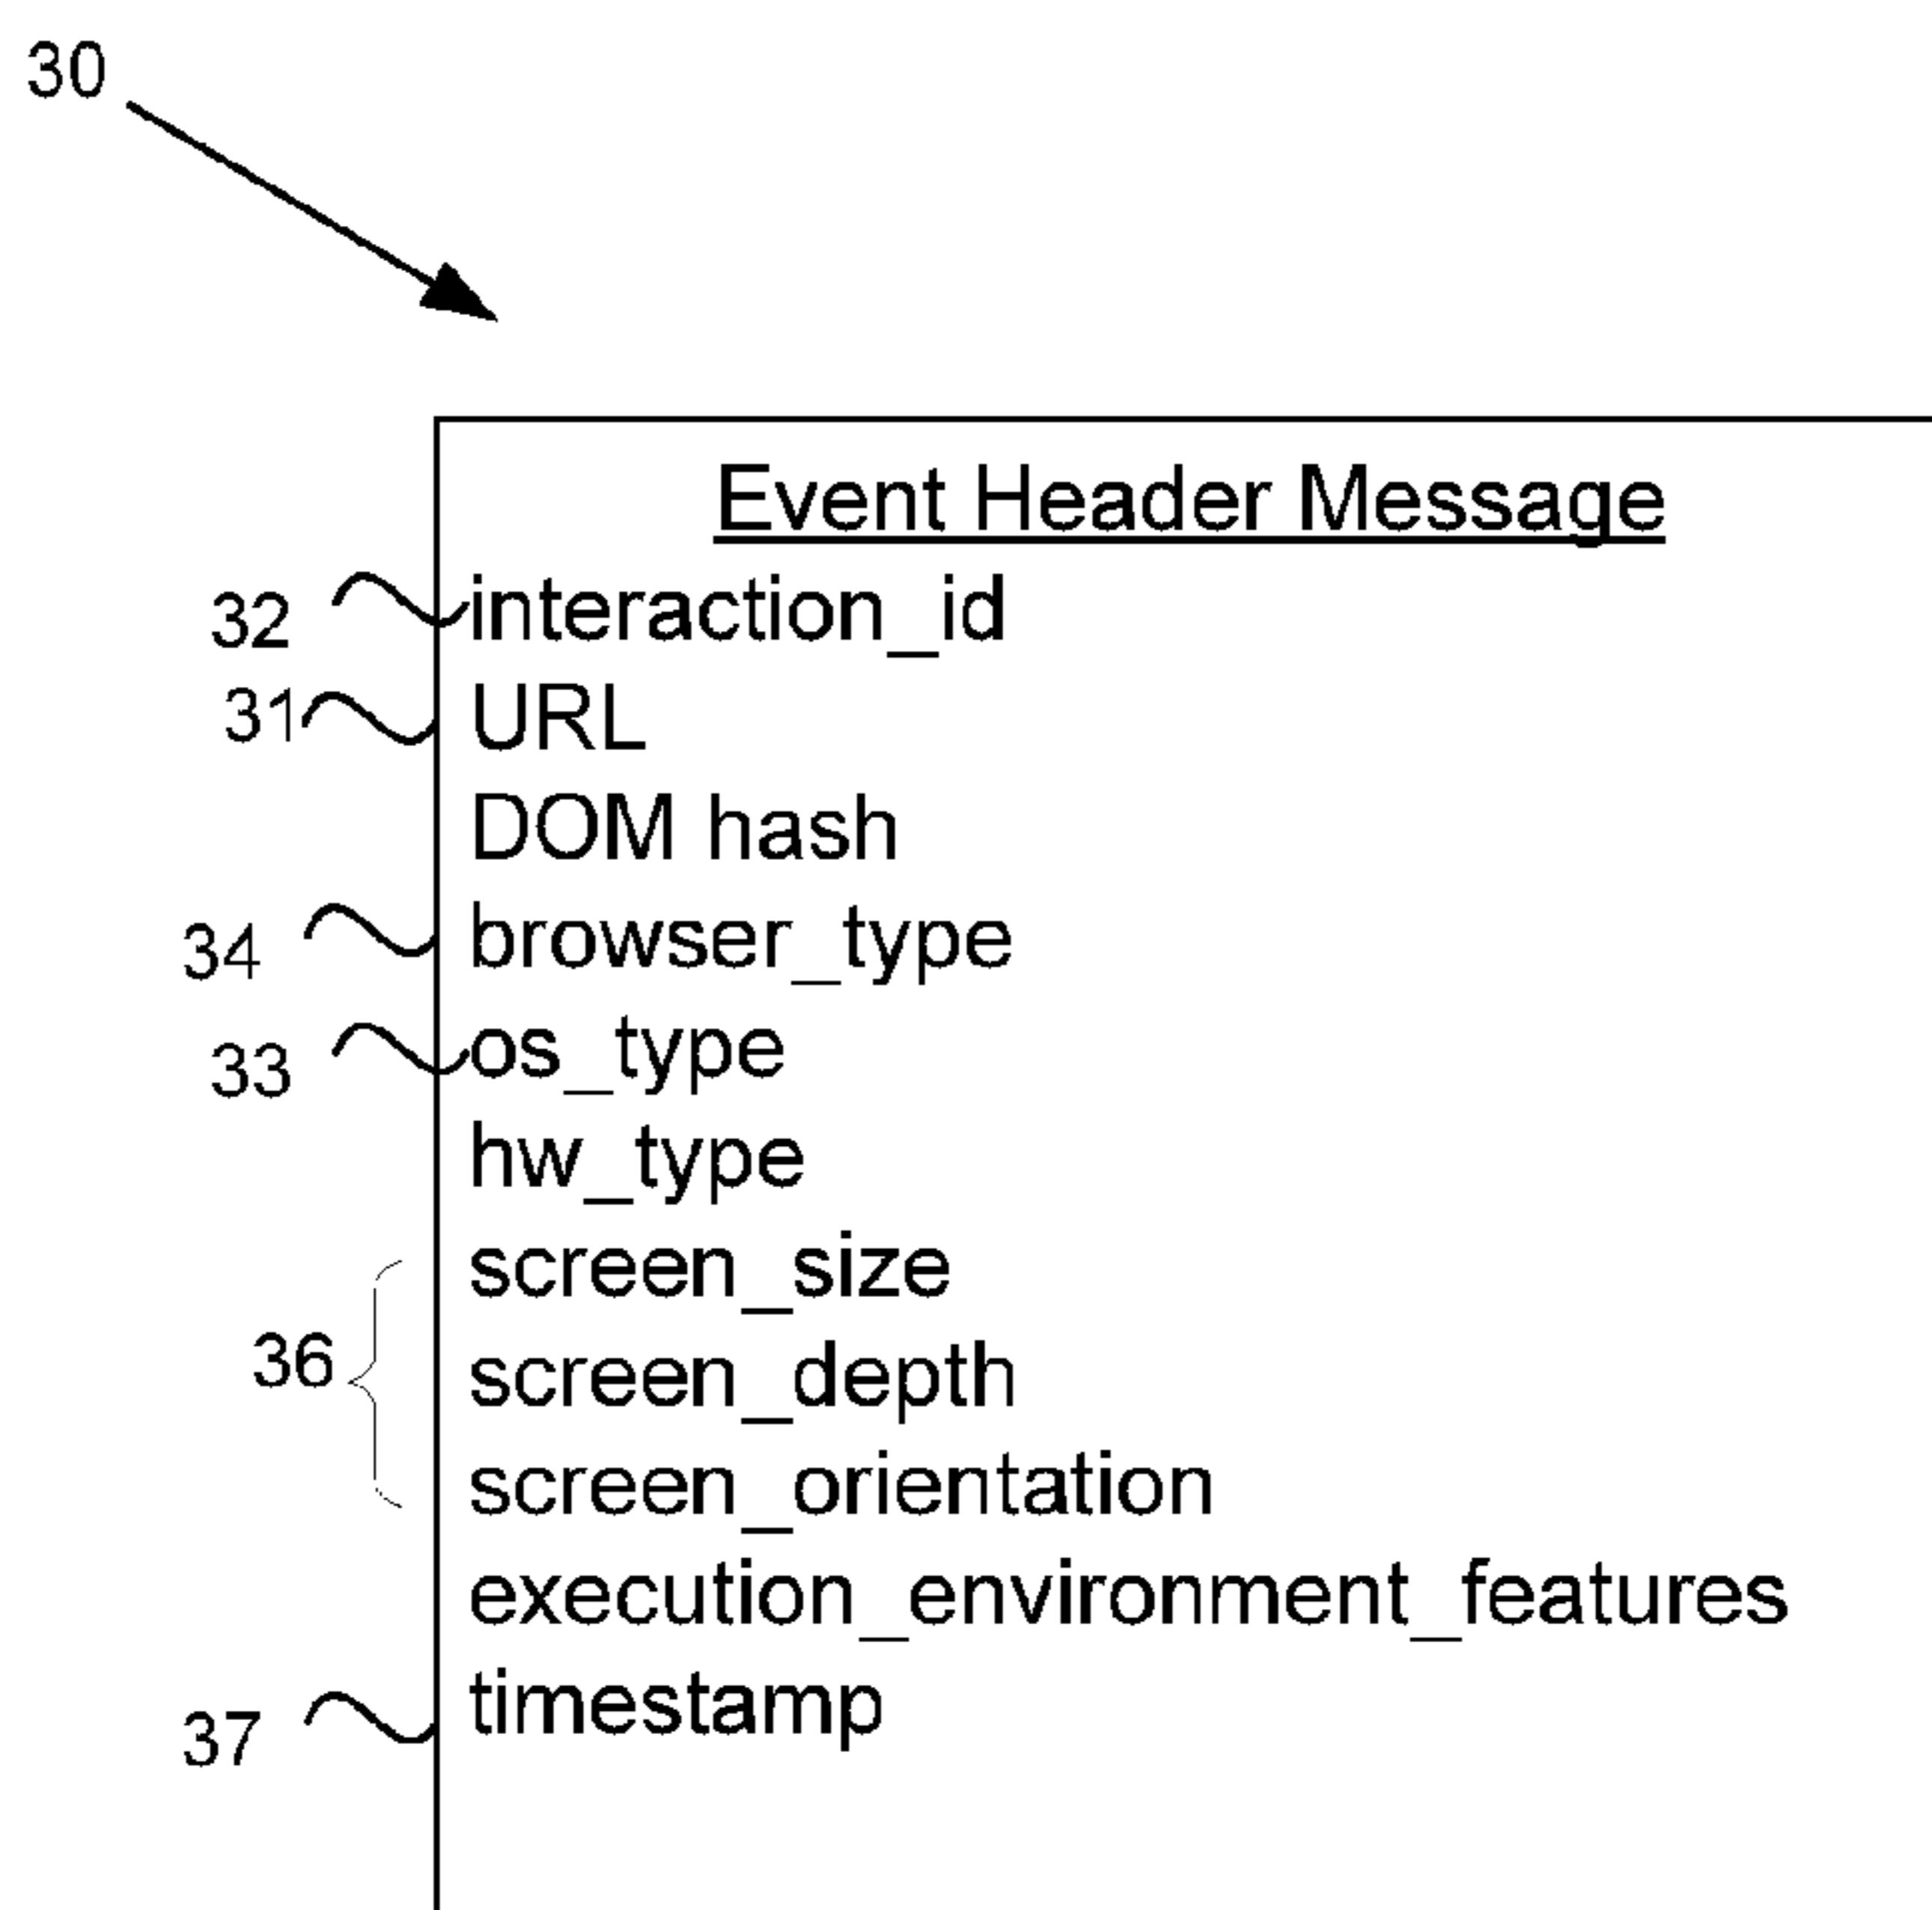 30
Event Header Message
32 interaction_id
31 URL
DOM hash
34 browser_type
33 os_type
hw_type
screen_size
36 screen_depth
screen_orientation
execution_environment_features
37 timestamp